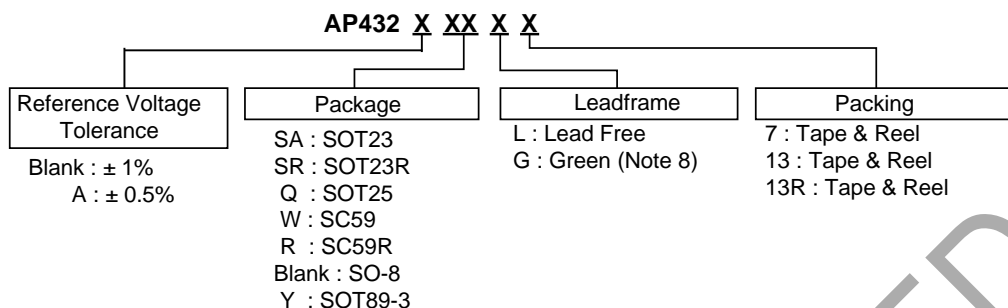 AP432 X XX X X
Reference Voltage
Tolerance
Blank : ± 1%
A : ± 0.5%
Package
SA : SOT23
SR : SOT23R
Q : SOT25
W : SC59
R : SC59R
Blank : SO-8
Y : SOT89-3
Leadframe
L : Lead Free
G : Green (Note 8)
Packing
7 : Tape & Reel
13 : Tape & Reel
13R : Tape & Reel